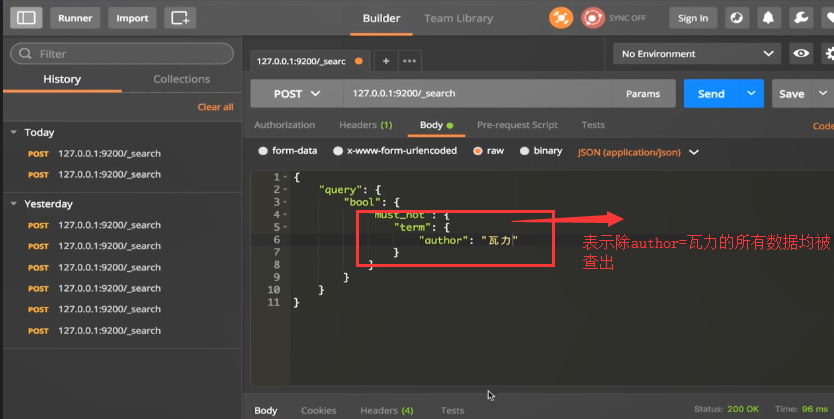 Runner Import
Builder Team Library
SYNC OFF Sign In
Filter
History Collections
Clear all
Today
POST 127.0.0.1:9200/_search
POST 127.0.0.1:9200/_search
Yesterday
POST 127.0.0.1:9200/_search
POST 127.0.0.1:9200/_search
POST 127.0.0.1:9200/_search
POST 127.0.0.1:9200/_search
POST 127.0.0.1:9200/_search
POST 127.0.0.1:9200/_search
127.0.0.1:9200/_searc + •••
No Environment
POST 127.0.0.1:9200/_search Params Send Save
Authorization Headers (1) Body Pre-request Script Tests Code
form-data x-www-form-urlencoded raw binary JSON (application/json)
1 {
2 "query": {
3 "bool": {
4 must_not": {
5 "term": {
6 "author": "瓦力"
7 }
8 }
9 }
10 }
11 }
表示除author=瓦力的所有数据均被
查出
Body Cookies Headers (4) Tests Status: 200 OK Time: 96 ms